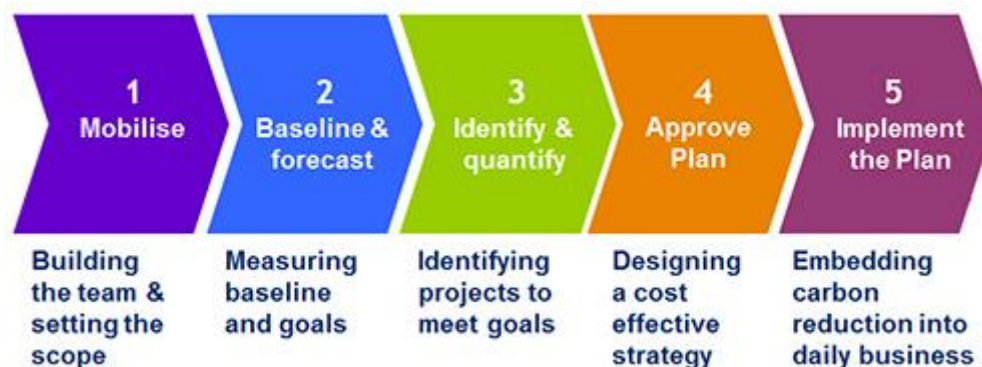 1
Mobilise
2
Baseline &
forecast
3
Identify &
quantify
4
Approve
Plan
5
Implement
the Plan
Building
the team &
setting the
scope
Measuring
baseline
and goals
Identifying
projects to
meet goals
Designing
a cost
effective
strategy
Embedding
carbon
reduction into
daily business